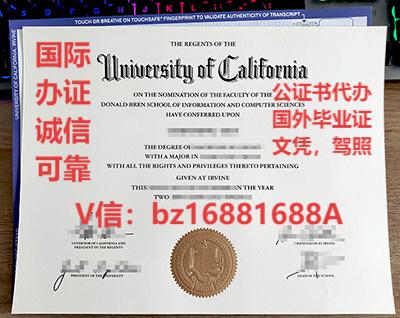 TOUCH OR BREATHE ON TOUCHSAFE® FINGERPRINT TO VALIDATE AUTHENTICITY OF TRANSCRIPT
UNIVERSITY OF CALIFORNIA, IRVINE
THE REGENTS OF THE
University of California
ON THE NOMINATION OF THE FACULTY OF THE
DONALD BREN SCHOOL OF INFORMATION AND COMPUTER SCIENCES
HAVE CONFERRED UPON
THE DEGREE OF
WITH A MAJOR IN
WITH ALL THE RIGHTS AND PRIVILEGES THERETO PERTAINING
GIVEN AT IRVINE
THIS IN THE YEAR
TWO
GOVERNOR OF CALIFORNIA AND
PRESIDENT OF THE REGENTS
CHANCELLOR AT IRVINE
PRESIDENT OF THE UNIVERSITY
DEAN OF THE SCHOOL
国际
办证
诚信
可靠
公证书代办
国外毕业证
文凭，驾照
V信：bz16881688A